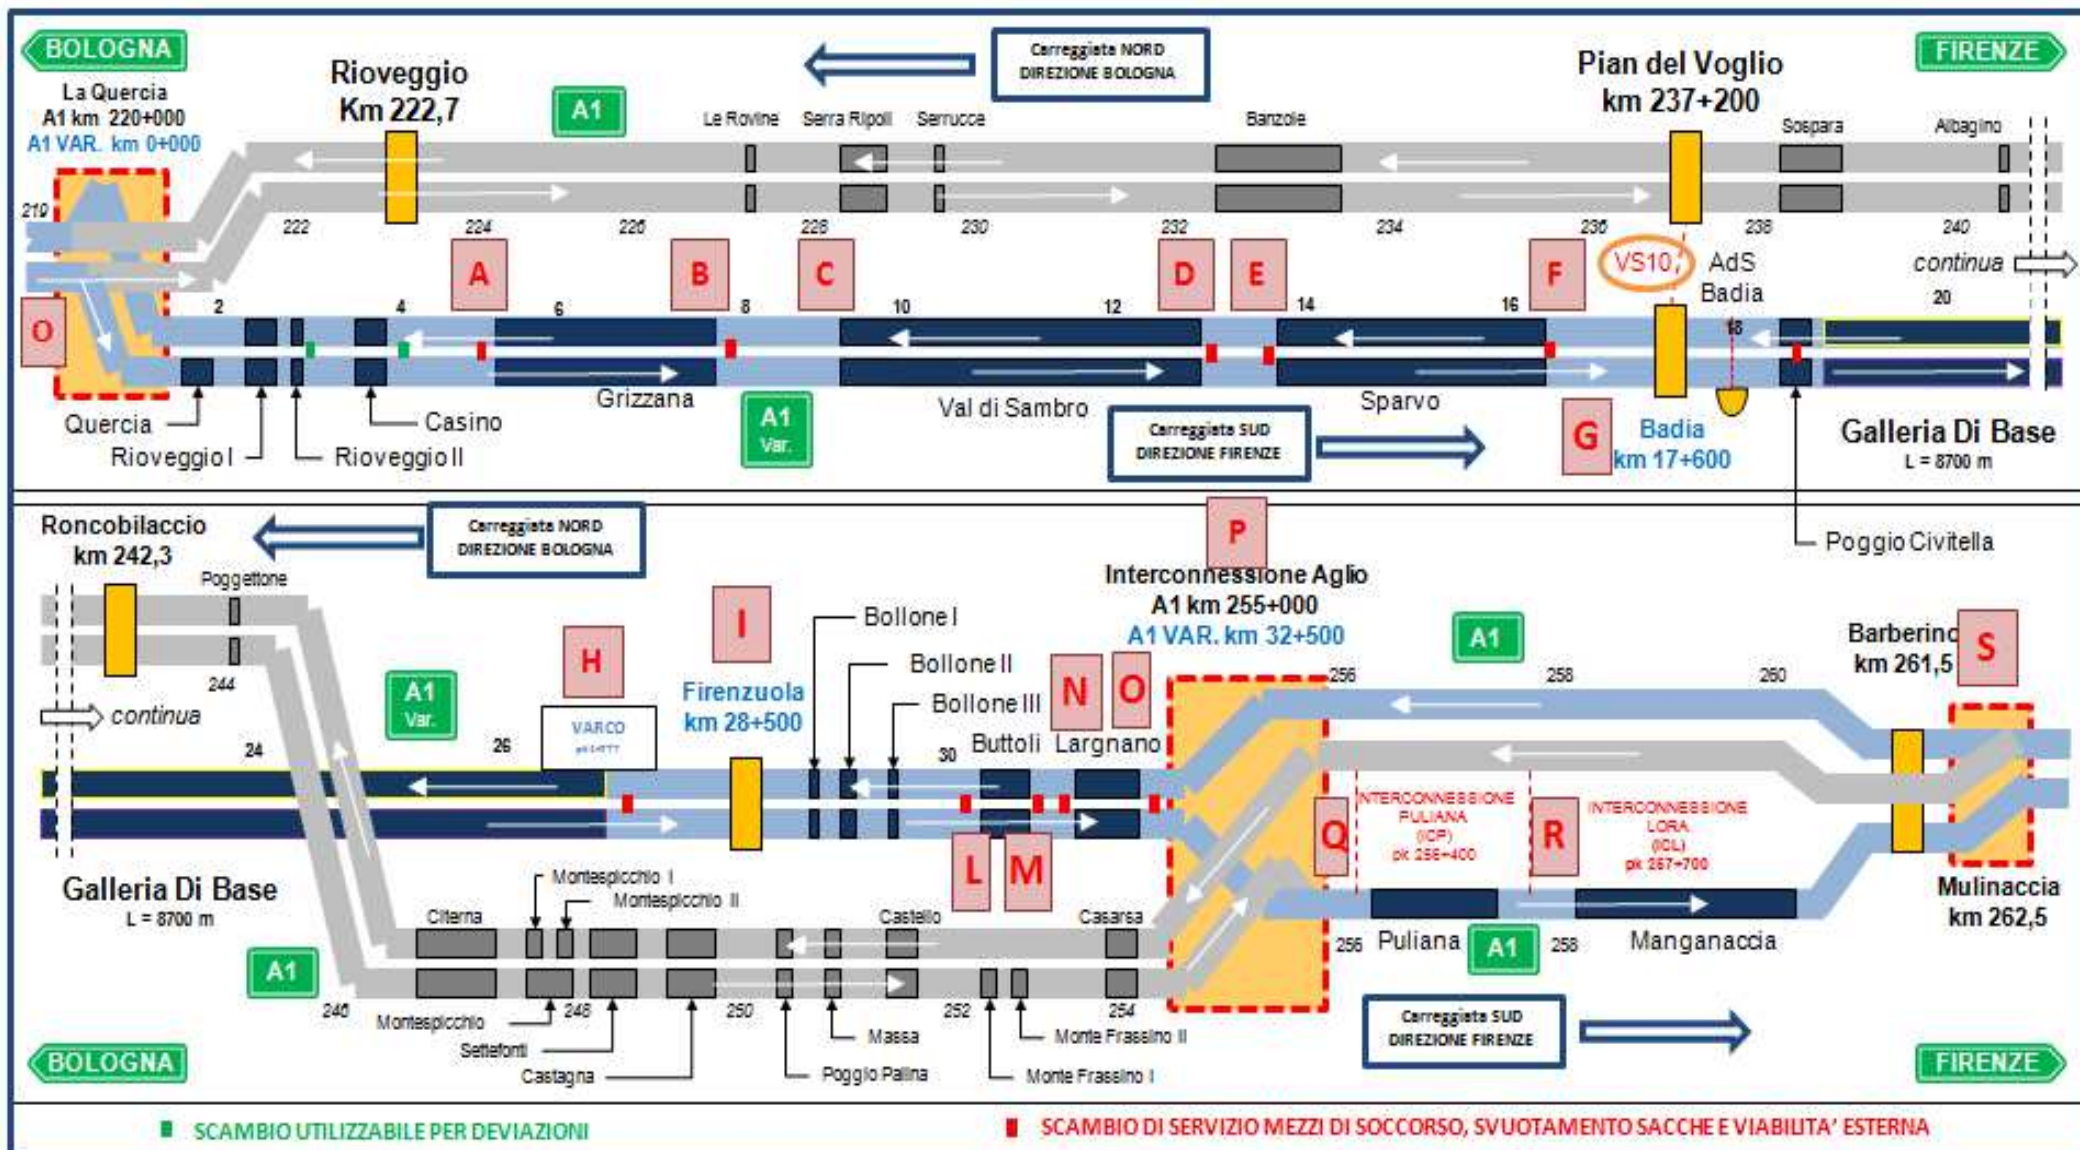 BOLOGNA
La Quercia
A1 km 220+000
A1 VAR. km 0+000
Rioveggio
Km 222,7
A1
Carreggiata NORD
DIREZIONE BOLOGNA
Pian del Voglio
km 237+200
FIRENZE
Le Rovine
Serra Ripoli
Serrucce
Banzole
Sospara
Albagino
219
222
224
226
228
230
232
234
236
238
240
A
B
C
D
E
F
VS10
AdS
Badia
continua
O
2
4
6
8
10
12
14
16
18
20
Quercia
Rioveggio I
Rioveggio II
Casino
Grizzana
A1
Var.
Val di Sambro
Carreggiata SUD
DIREZIONE FIRENZE
Sparvo
G
Badia
km 17+600
Galleria Di Base
L = 8700 m
Poggio Civitella
Roncobilaccio
km 242,3
Carreggiata NORD
DIREZIONE BOLOGNA
Poggettone
244
continua
24
A1
Var.
26
H
VARCO
I
Firenzuola
km 28+500
Bollone I
Bollone II
Bollone III
30
Buttoli
Largnano
N
O
P
Interconnessione Aglio
A1 km 255+000
A1 VAR. km 32+500
256
A1
258
260
Barberino
km 261,5
S
L
M
Q
INTERCONNESSIONE
PULIANA
(ICP)
pk 256+400
R
INTERCONNESSIONE
LORA
(ICL)
pk 257+700
Mulinaccia
km 262,5
Galleria Di Base
L = 8700 m
A1
246
Citerna
Montespicchio I
Montespicchio II
Castello
Casarsa
248
250
252
254
Montespicchio
Settefonti
Castagna
Poggio Palina
Massa
Monte Frassino II
Monte Frassino I
256
Puliana
A1
258
Manganaccia
Carreggiata SUD
DIREZIONE FIRENZE
BOLOGNA
FIRENZE
SCAMBIO UTILIZZABILE PER DEVIAZIONI
SCAMBIO DI SERVIZIO MEZZI DI SOCCORSO, SVUOTAMENTO SACCHE E VIABILITA' ESTERNA